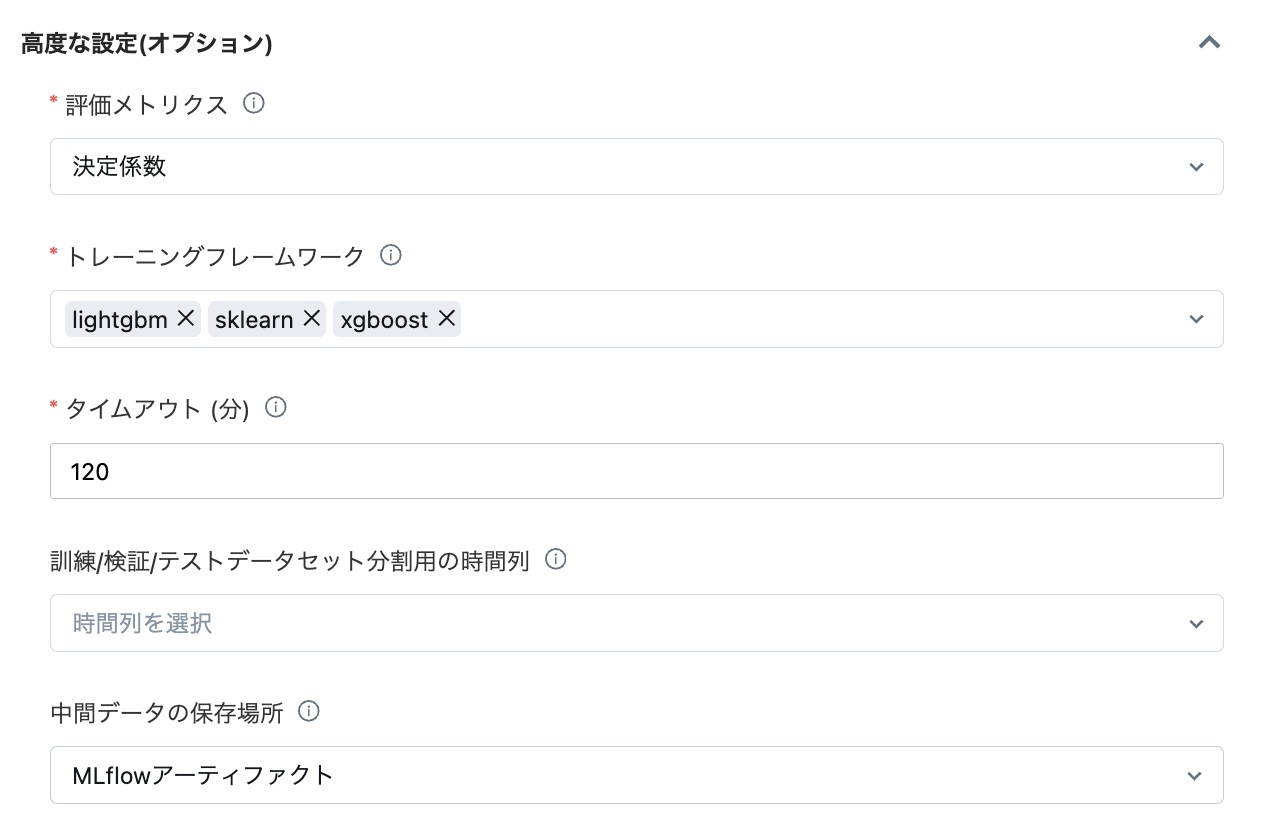 高度な設定(オプション)
* 評価メトリクス
決定係数
* トレーニングフレームワーク
lightgbm × sklearn × xgboost ×
* タイムアウト (分)
120
訓練/検証/テストデータセット分割用の時間列
時間列を選択
中間データの保存場所
MLflowアーティファクト